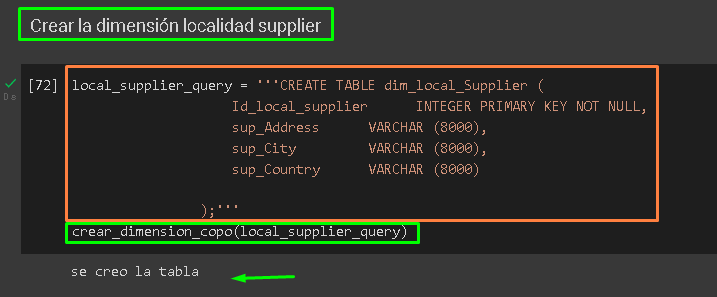 Crear la dimensión localidad supplier
[72] local_supplier_query = '''CREATE TABLE dim_local_Supplier (
0 s
Id_local_supplier INTEGER PRIMARY KEY NOT NULL,
sup_Address VARCHAR (8000),
sup_City VARCHAR (8000),
sup_Country VARCHAR (8000)
);'''
crear_dimension_copo(local_supplier_query)
se creo la tabla